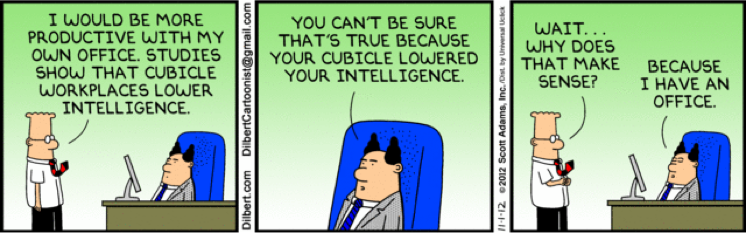 I WOULD BE MORE
PRODUCTIVE WITH MY
OWN OFFICE. STUDIES
SHOW THAT CUBICLE
WORKPLACES LOWER
INTELLIGENCE.
Dilbert.com DilbertCartoonist@gmail.com
YOU CAN'T BE SURE
THAT'S TRUE BECAUSE
YOUR CUBICLE LOWERED
YOUR INTELLIGENCE.
11-1-12 ©2012 Scott Adams, Inc. /Dist. by Universal Uclick
WAIT...
WHY DOES
THAT MAKE
SENSE?
BECAUSE
I HAVE AN
OFFICE.